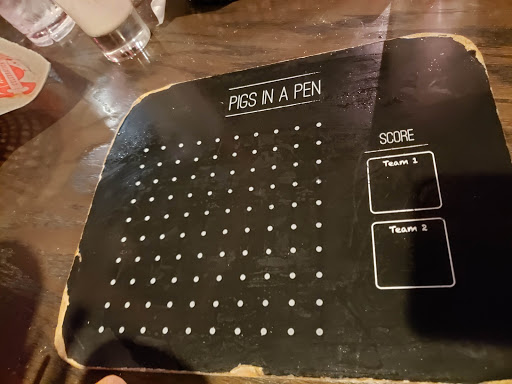 PIGS IN A PEN
SCORE
Team 1
Team 2